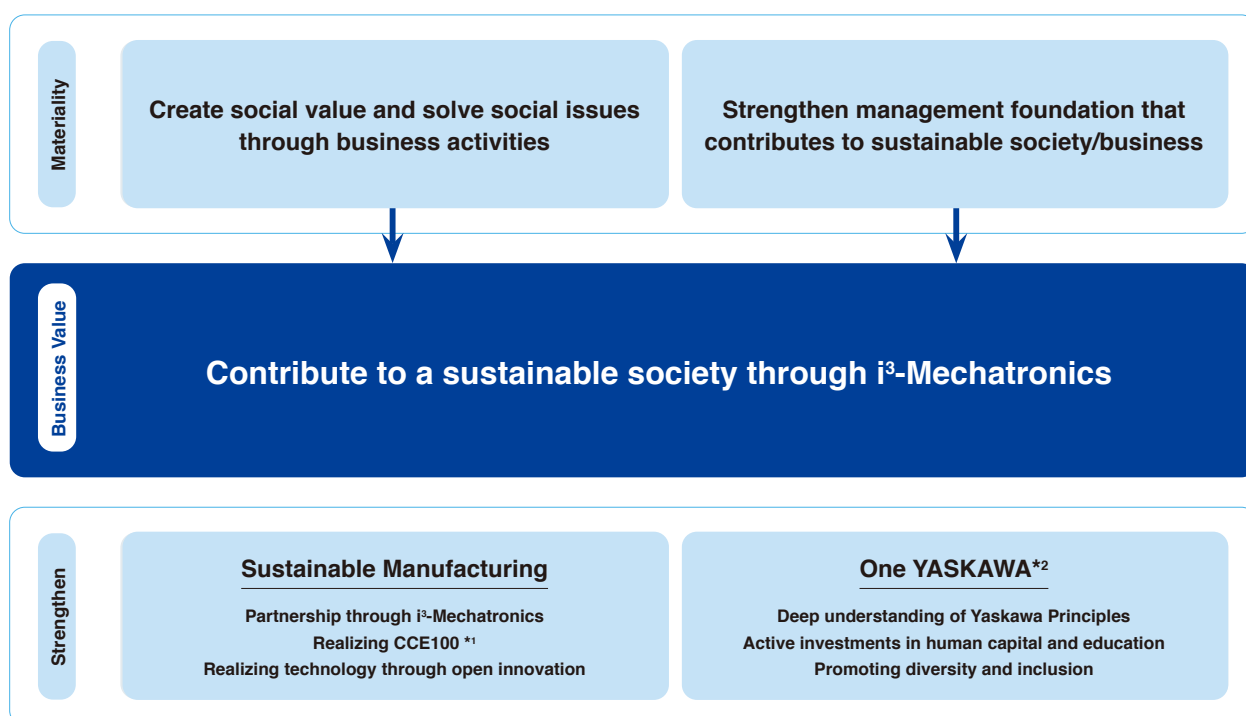 Materiality
Create social value and solve social issues
through business activities
Strengthen management foundation that
contributes to sustainable society/business
Business Value
Contribute to a sustainable society through i³-Mechatronics
Strengthen
Sustainable Manufacturing
Partnership through i³-Mechatronics
Realizing CCE100 *¹
Realizing technology through open innovation
One YASKAWA*²
Deep understanding of Yaskawa Principles
Active investments in human capital and education
Promoting diversity and inclusion